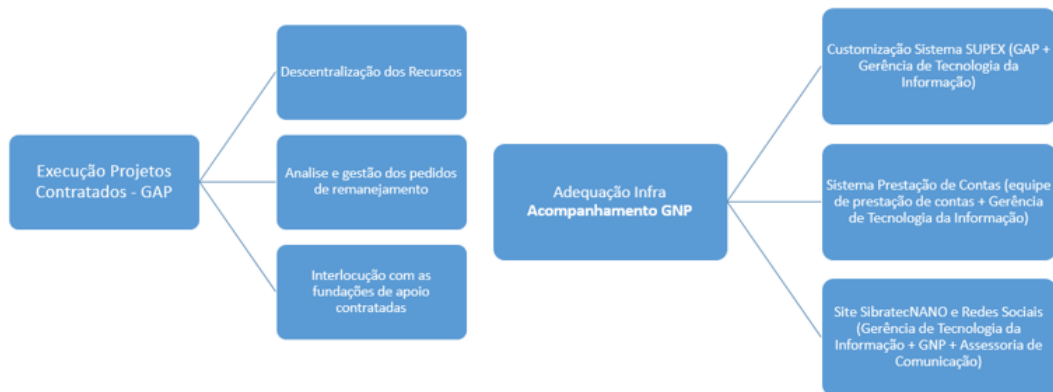 Execução Projetos
Contratados - GAP
Descentralização dos Recursos
Analise e gestão dos pedidos
de remanejamento
Interlocução com as
fundações de apoio
contratadas
Adequação Infra
Acompanhamento GNP
Customização Sistema SUPEX (GAP +
Gerência de Tecnologia da
Informação)
Sistema Prestação de Contas (equipe
de prestação de contas + Gerência
de Tecnologia da Informação)
Site SibratecNANO e Redes Sociais
(Gerência de Tecnologia da
Informação + GNP + Assessoria de
Comunicação)